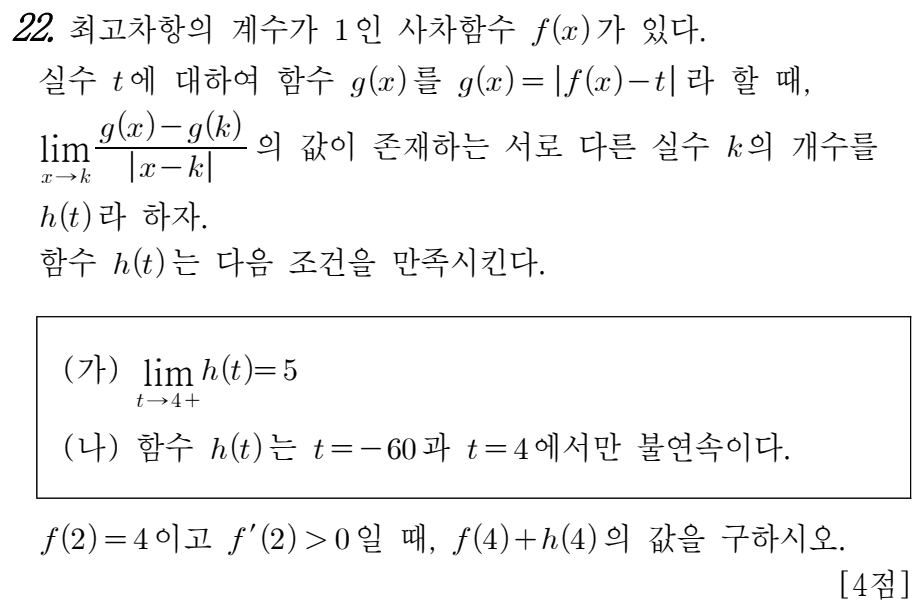 22. 최고차항의 계수가 1인 사차함수 f(x)가 있다.
실수 t에 대하여 함수 g(x)를 g(x)=|f(x)-t|라 할 때,
lim_{x→k} \frac{g(x)-g(k)}{|x-k|}의 값이 존재하는 서로 다른 실수 k의 개수를
h(t)라 하자.
함수 h(t)는 다음 조건을 만족시킨다.
(가) lim_{t→4+} h(t)=5
(나) 함수 h(t)는 t=-60과 t=4에서만 불연속이다.
f(2)=4이고 f′(2)>0일 때, f(4)+h(4)의 값을 구하시오.
[4점]